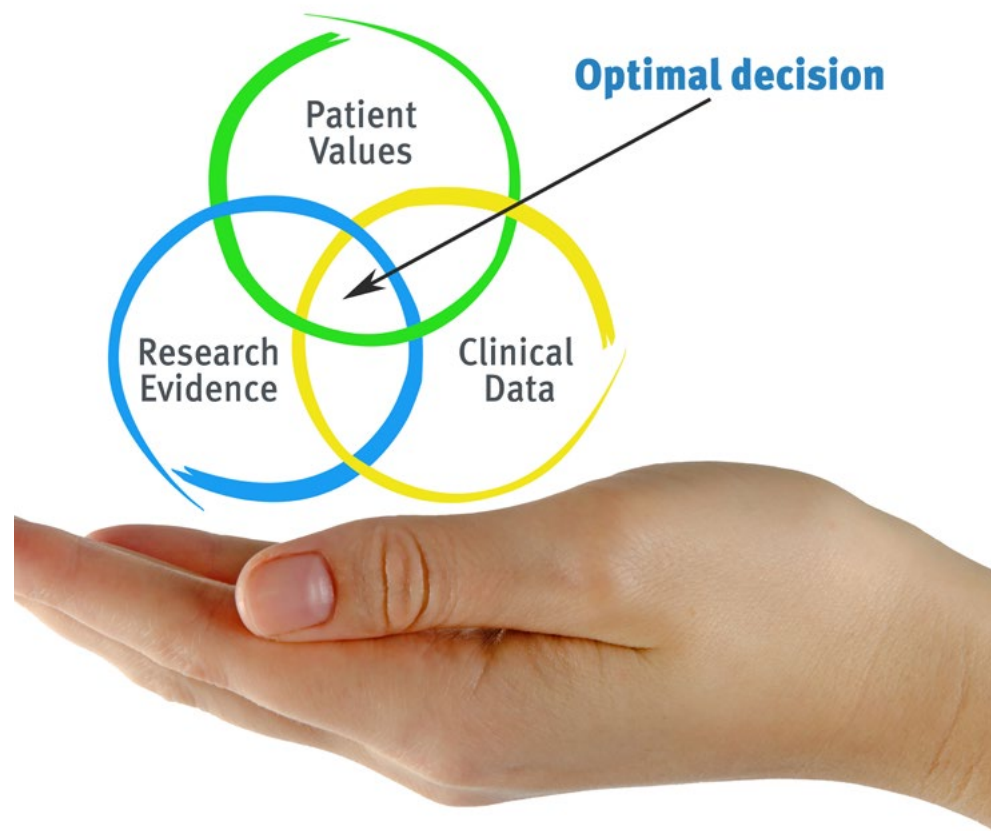 Optimal decision
Patient
Values
Research
Evidence
Clinical
Data